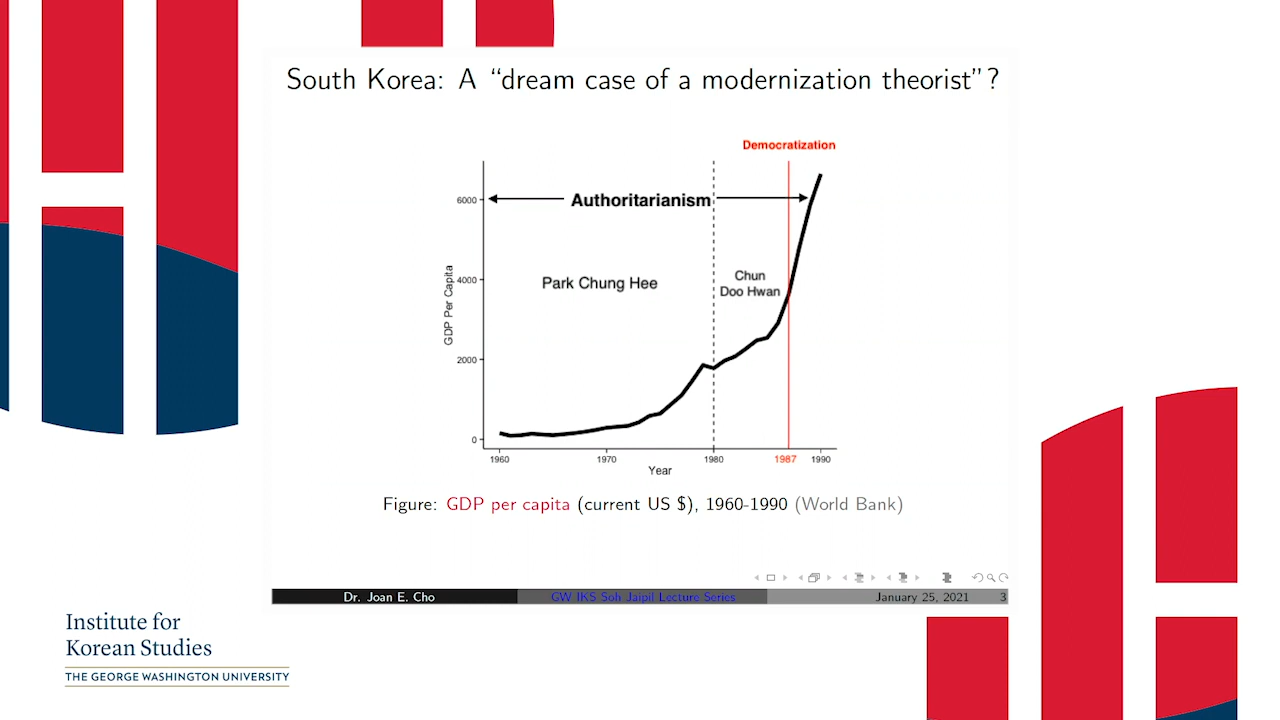 South Korea: A “dream case of a modernization theorist”?
Democratization
6000
Authoritarianism
Park Chung Hee
Chun
Doo Hwan
4000
GDP Per Capita
2000
0
1960
1970
1980
1987
1990
Year
Figure: GDP per capita (current US $), 1960-1990 (World Bank)
Dr. Joan E. Cho
GW IKS Soh Jaipil Lecture Series
January 25, 2021
3
Institute for
Korean Studies
THE GEORGE WASHINGTON UNIVERSITY